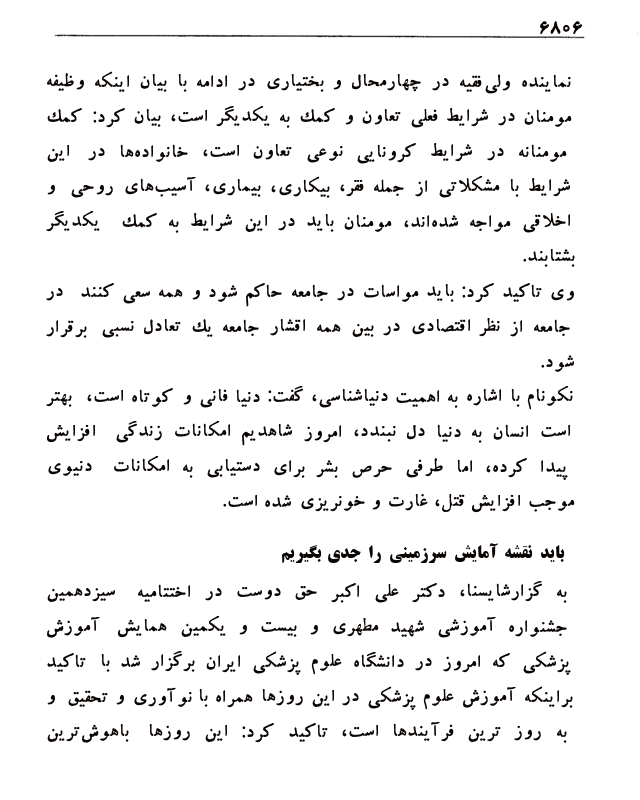 ۶۸۰۶
نماینده ولی‌فقیه در چهارمحال و بختیاری در ادامه با بیان اینکه وظیفه
مومنان در شرایط فعلی تعاون و کمك به یکدیگر است، بیان کرد: کمك
مومنانه در شرایط کرونایی نوعی تعاون است، خانواده‌ها در این
شرایط با مشکلاتی از جمله فقر، بیکاری، بیماری، آسیب‌های روحی و
اخلاقی مواجه شده‌اند، مومنان باید در این شرایط به کمك یکدیگر
بشتابند.
وی تاکید کرد: باید مواسات در جامعه حاکم شود و همه سعی کنند در
جامعه از نظر اقتصادی در بین همه اقشار جامعه یك تعادل نسبی برقرار
شود.
نکونام با اشاره به اهمیت دنیاشناسی، گفت: دنیا فانی و کوتاه است، بهتر
است انسان به دنیا دل نبندد، امروز شاهدیم امکانات زندگی افزایش
پیدا کرده، اما طرفی حرص بشر برای دستیابی به امکانات دنیوی
موجب افزایش قتل، غارت و خونریزی شده است.
باید نقشه آمایش سرزمینی را جدی بگیریم
به گزارشایسنا، دکتر علی اکبر حق دوست در اختتامیه سیزدهمین
جشنواره آموزشی شهید مطهری و بیست و یکمین همایش آموزش
پزشکی که امروز در دانشگاه علوم پزشکی ایران برگزار شد با تاکید
براینکه آموزش علوم پزشکی در این روزها همراه با نوآوری و تحقیق و
به روز ترین فرآیندها است، تاکید کرد: این روزها باهوش‌ترین